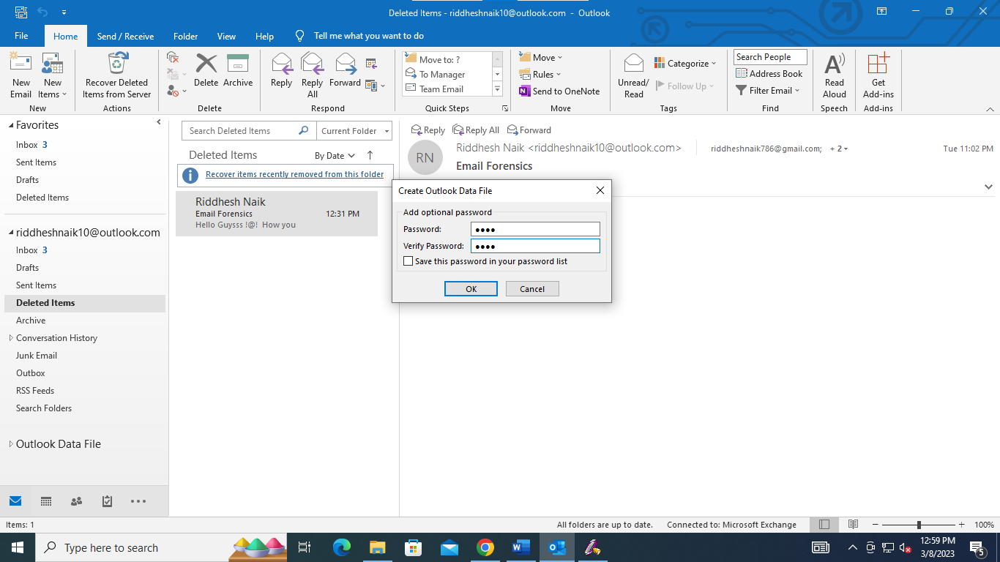 Deleted Items - riddheshnaik10@outlook.com - Outlook
File Home Send / Receive Folder View Help Tell me what you want to do
New Email
New Items
New
Recover Deleted Items from Server
Actions
Delete
Archive
Delete
Reply
Reply All
Forward
Respond
Move to: ?
To Manager
Team Email
Quick Steps
Move
Rules
Send to OneNote
Move
Unread/ Read
Categorize
Follow Up
Tags
Search People
Address Book
Filter Email
Find
Read Aloud
Speech
Get Add-ins
Add-ins
Favorites
Inbox 3
Sent Items
Drafts
Deleted Items
riddheshnaik10@outlook.com
Inbox 3
Drafts
Sent Items
Deleted Items
Archive
Conversation History
Junk Email
Outbox
RSS Feeds
Search Folders
Outlook Data File
Search Deleted Items Current Folder
Deleted Items By Date
Recover items recently removed from this folder
Riddhesh Naik
Email Forensics 12:31 PM
Hello Guysss !@! How you
Reply Reply All Forward
RN
Riddhesh Naik <riddheshnaik10@outlook.com> riddheshnaik786@gmail.com; + 2 Tue 11:02 PM
Email Forensics
Create Outlook Data File
Add optional password
Password:
Verify Password:
Save this password in your password list
OK Cancel
Items: 1 All folders are up to date. Connected to: Microsoft Exchange 100%
Type here to search
12:59 PM
3/8/2023
5